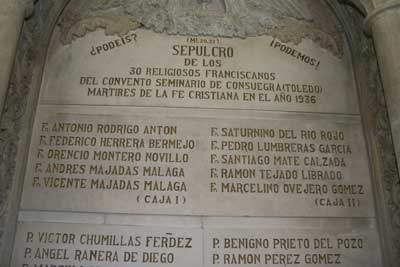 (MC.20,22)
¿PODEIS?
¡PODEMOS!
SEPULCRO
DE LOS
30 RELIGIOSOS FRANCISCANOS
DEL CONVENTO SEMINARIO DE CONSUEGRA (TOLEDO)
MARTIRES DE LA FE CRISTIANA EN EL AÑO 1936
F. ANTONIO RODRIGO ANTON
F. FEDERICO HERRERA BERMEJO
F. ORENCIO MONTERO NOVILLO
F. ANDRES MAJADAS MALAGA
F. VICENTE MAJADAS MALAGA
(CAJA I)
F. SATURNINO DEL RIO ROJO
F. PEDRO LUMBRERAS GARCIA
F. SANTIAGO MATE CALZADA
F. RAMON TEJADO LIBRADO
F. MARCELINO OVEJERO GOMEZ
(CAJA II)
P. VICTOR CHUMILLAS FERDEZ
P. ANGEL RANERA DE DIEGO
P. BENIGNO PRIETO DEL POZO
P. RAMON PEREZ GOMEZ